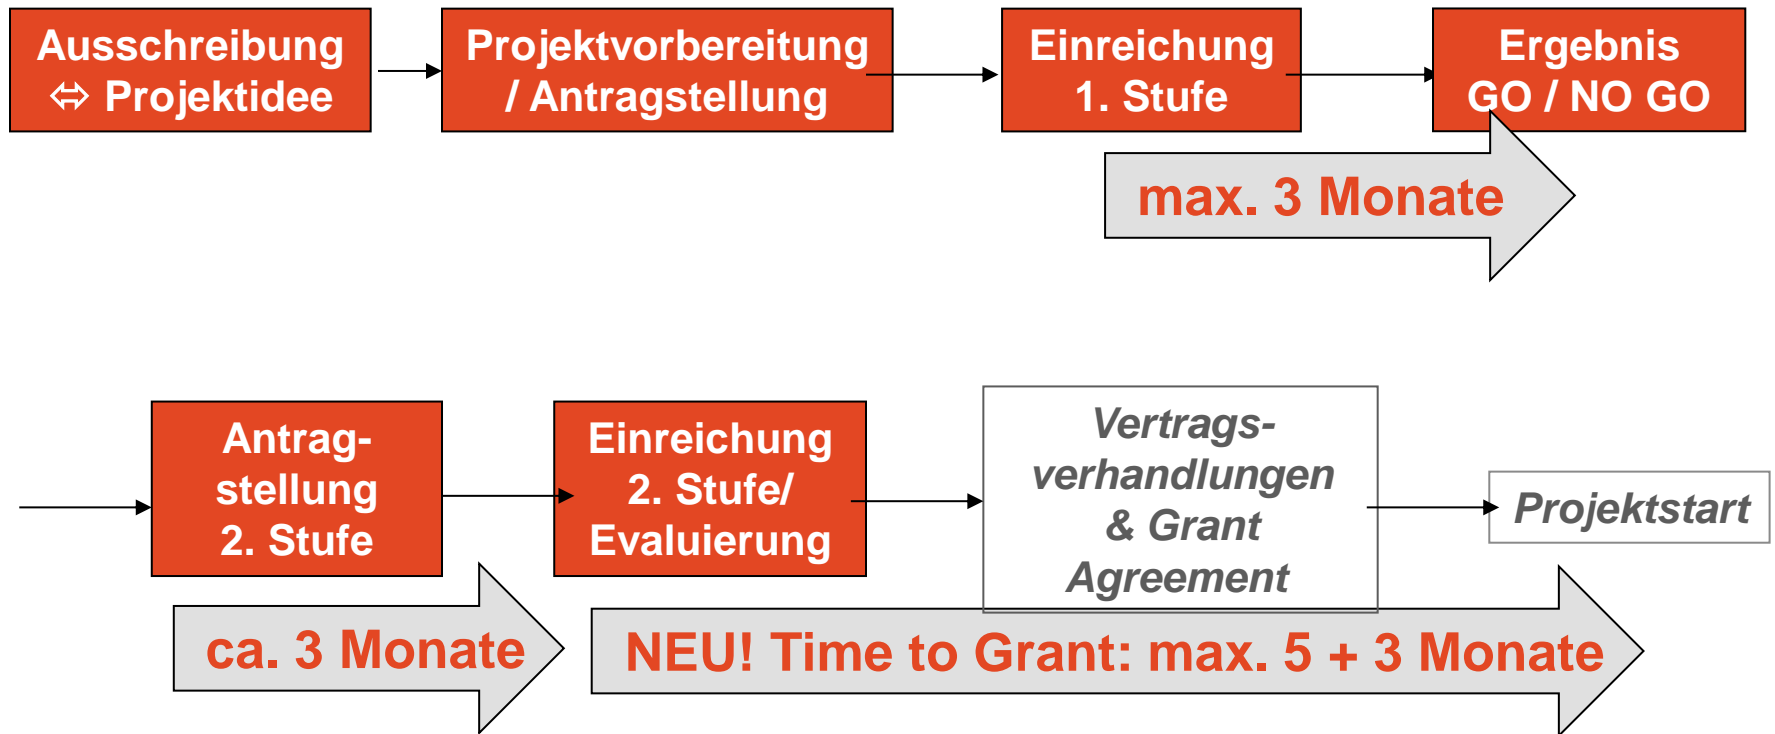 Ausschreibung
⇔ Projektidee
Projektvorbereitung
/ Antragstellung
Einreichung
1. Stufe
Ergebnis
GO / NO GO
max. 3 Monate
Antrag-
stellung
2. Stufe
Einreichung
2. Stufe/
Evaluierung
Vertrags-
verhandlungen
& Grant
Agreement
Projektstart
ca. 3 Monate
NEU! Time to Grant: max. 5 + 3 Monate